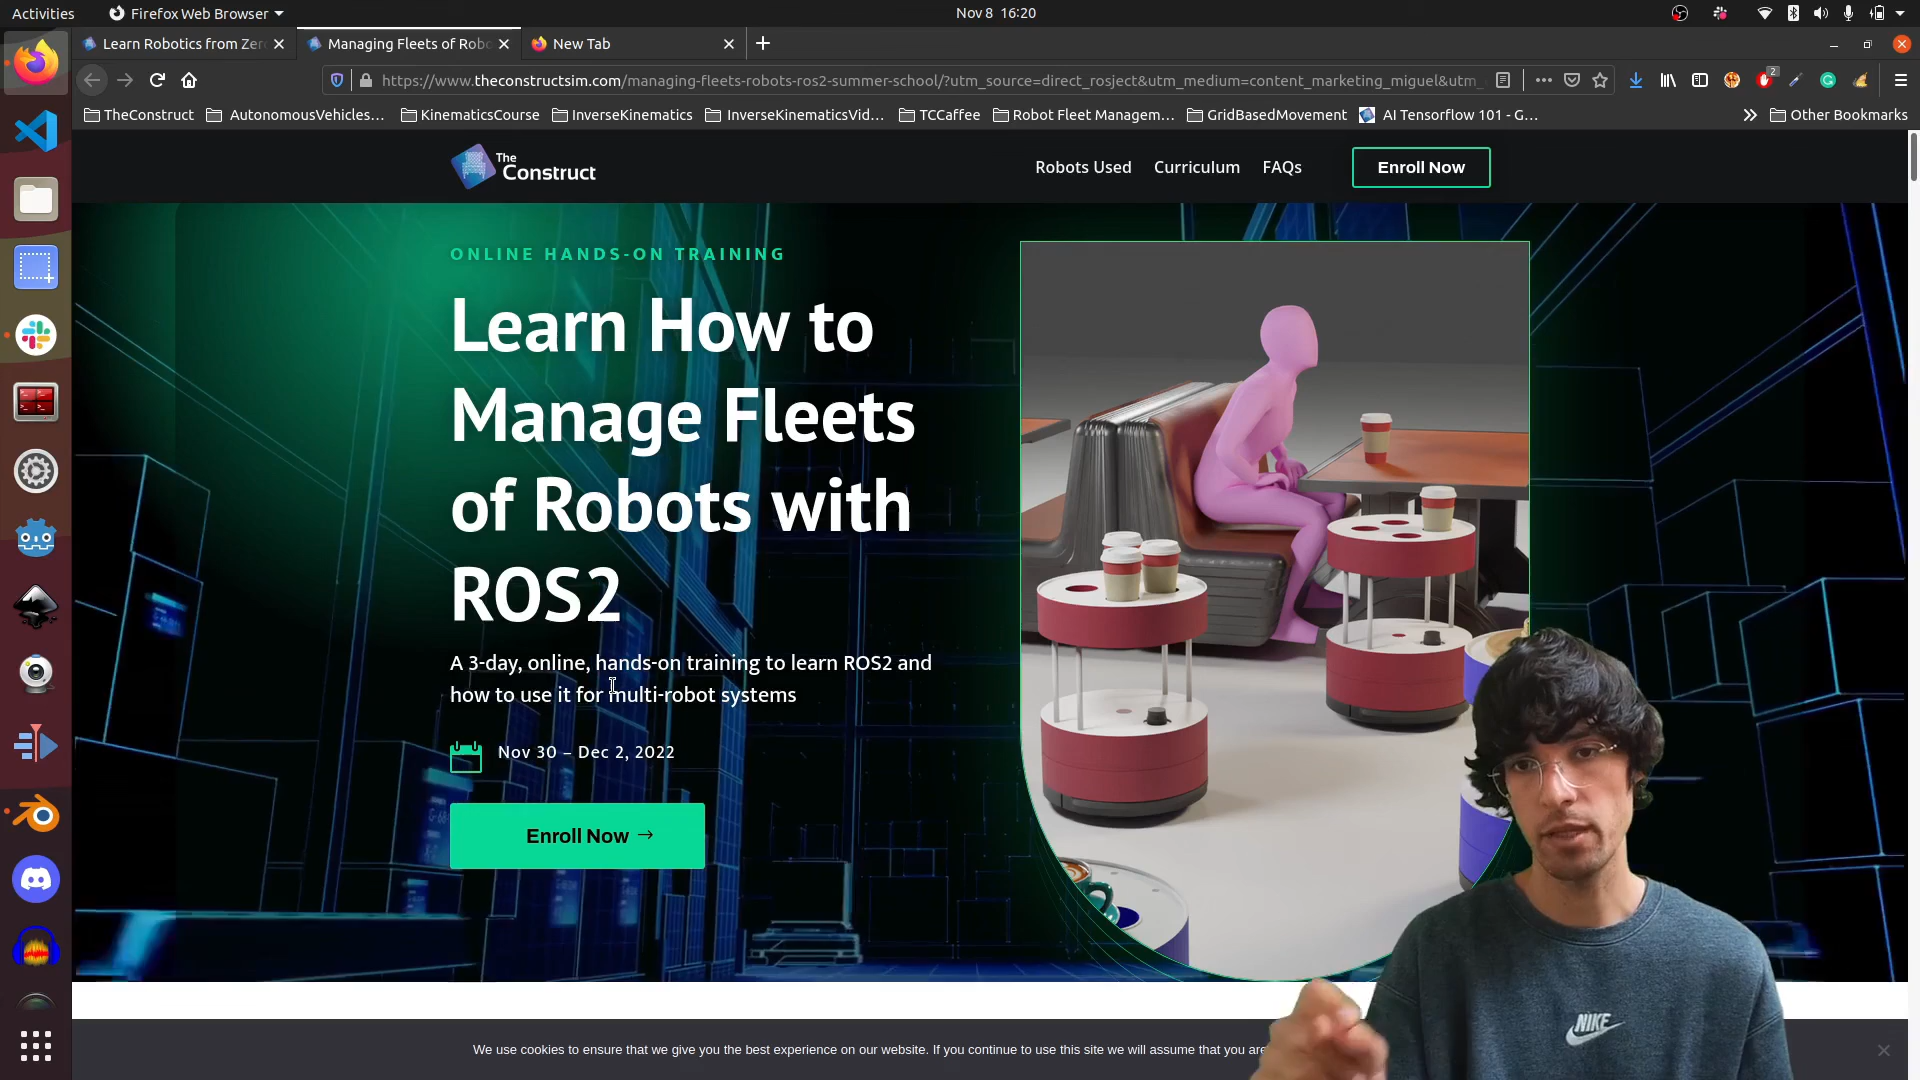 Activities
Firefox Web Browser
Nov 8 16:20
Learn Robotics from Zer
Managing Fleets of Robo
New Tab
https://www.theconstructsim.com/managing-fleets-robots-ros2-summer-school/?utm_source=direct_rosject&utm_medium=content_marketing_miguel&utm_
2
TheConstruct
AutonomousVehicles…
KinematicsCourse
InverseKinematics
InverseKinematicsVid…
TCCaffee
Robot Fleet Managem…
GridBasedMovement
AI Tensorflow 101 - G…
Other Bookmarks
The Construct
Robots Used
Curriculum
FAQs
Enroll Now
ONLINE HANDS-ON TRAINING
Learn How to
Manage Fleets
of Robots with
ROS2
A 3-day, online, hands-on training to learn ROS2 and
how to use it for multi-robot systems
Nov 30 – Dec 2, 2022
Enroll Now →
NIKE
We use cookies to ensure that we give you the best experience on our website. If you continue to use this site we will assume that you are